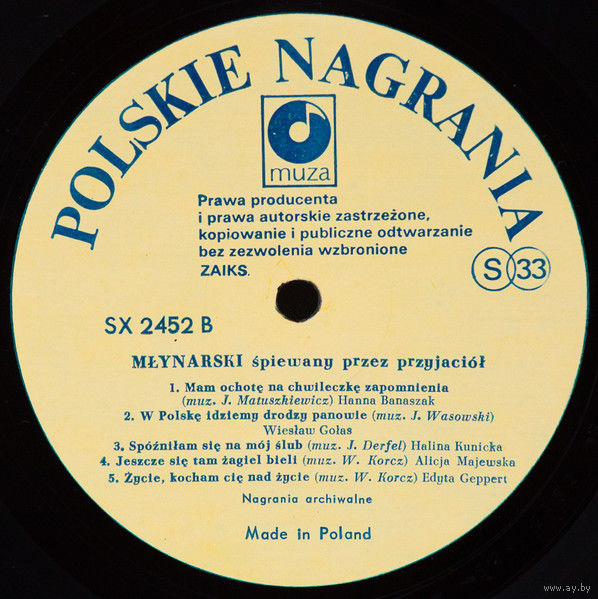 POLSKIE NAGRANIA
muza
Prawa producenta
i prawa autorskie zastrzeżone,
kopiowanie i publiczne odtwarzanie
bez zezwolenia wzbronione
ZAIKS.
S 33
SX 2452 B
MŁYNARSKI śpiewany przez przyjaciół
1. Mam ochotę na chwileczkę zapomnienia
(muz. J. Matuszkiewicz) Hanna Banaszak
2. W Polskę idziemy drodzy panowie (muz. J. Wasowski)
Wiesław Gołas
3. Spóźniłam się na mój ślub (muz. J. Derfel) Halina Kunicka
4. Jeszcze się tam żagiel bieli (muz. W. Korcz) Alicja Majewska
5. Życie, kocham cię nad życie (muz. W. Korcz) Edyta Geppert
Nagrania archiwalne
Made in Poland
www.ay.by